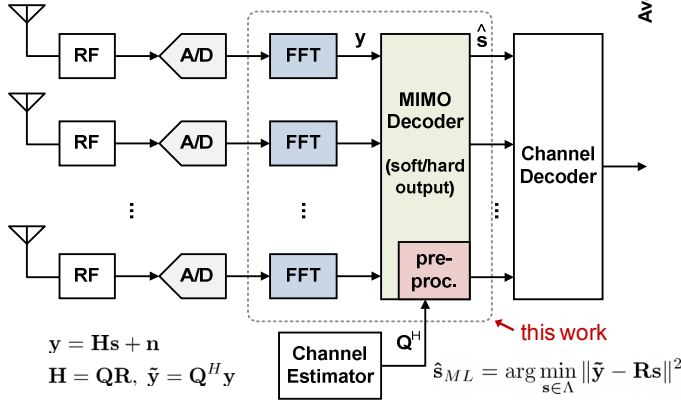 Av
RF A/D FFT y ŝ
RF A/D FFT
MIMO
Decoder
(soft/hard
output)
Channel
Decoder
... ... ...
RF A/D FFT
pre-
proc.
Q^H
this work
Channel
Estimator
y = Hs + n
H = QR, ỹ = Q^H y
ŝ_ML = arg min_{s∈Λ} ‖ỹ − Rs‖²